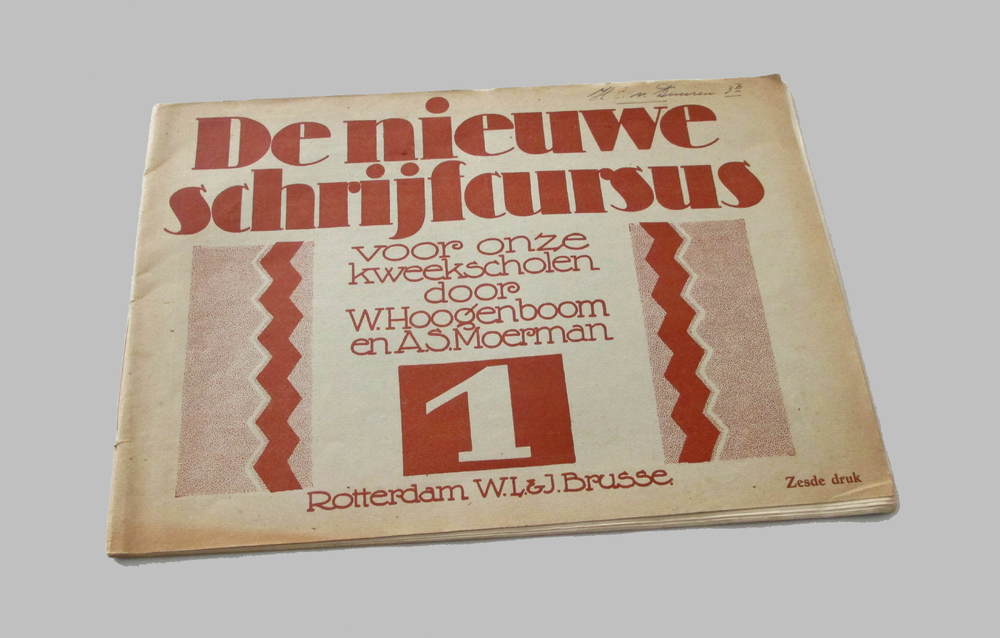 De nieuwe
schrijfcursus
voor onze
kweekscholen
door
W. Hoogenboom
en A.S. Moerman
1
Rotterdam W.L. & J. Brusse.
Zesde druk